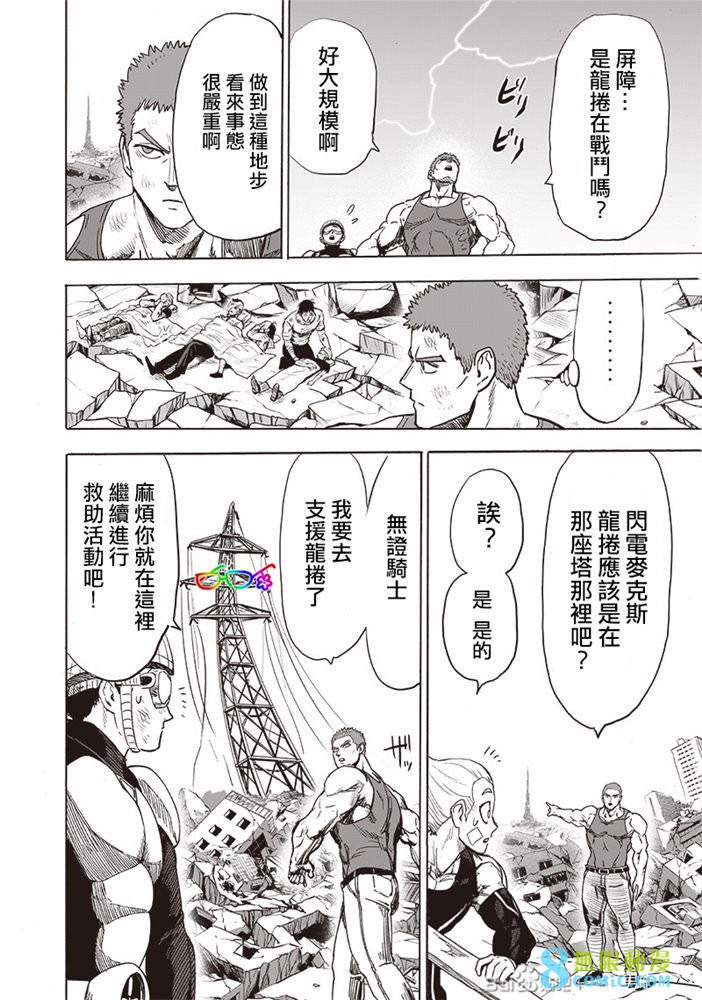 屏障…
是龍捲在戰鬥嗎？
好大規模啊
ビリ
ビリ
做到這種地步
看來事態
很嚴重啊
………
閃電麥克斯
龍捲應該是在
那座塔那裡吧？
誒？
是 是的
無證騎士
我要去
支援龍捲了
麻煩你就在這裡
繼續進行
救助活動吧！
ザッ
8COMIC.COM